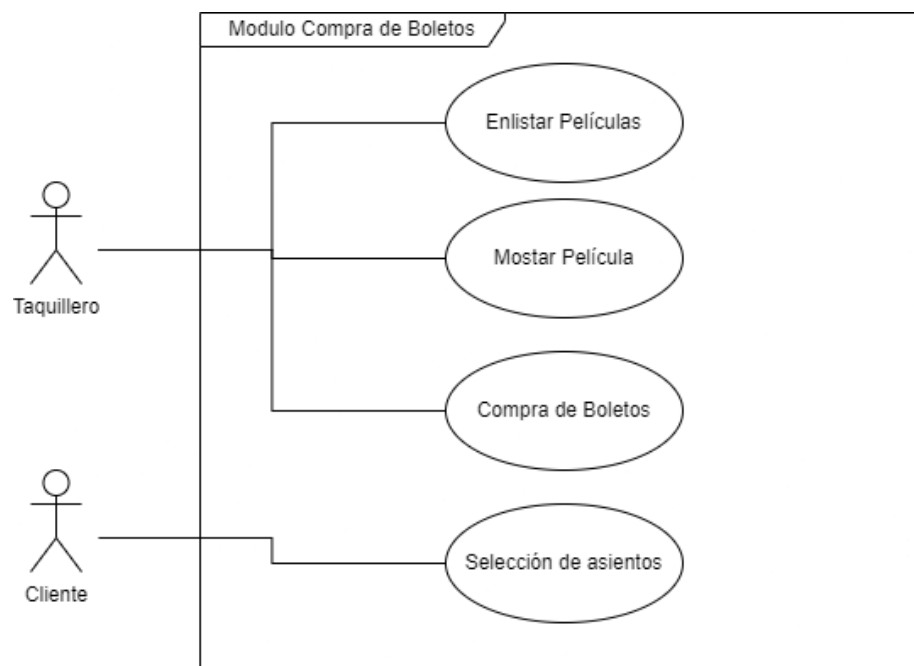 Modulo Compra de Boletos
Enlistar Películas
Mostar Película
Taquillero
Compra de Boletos
Selección de asientos
Cliente